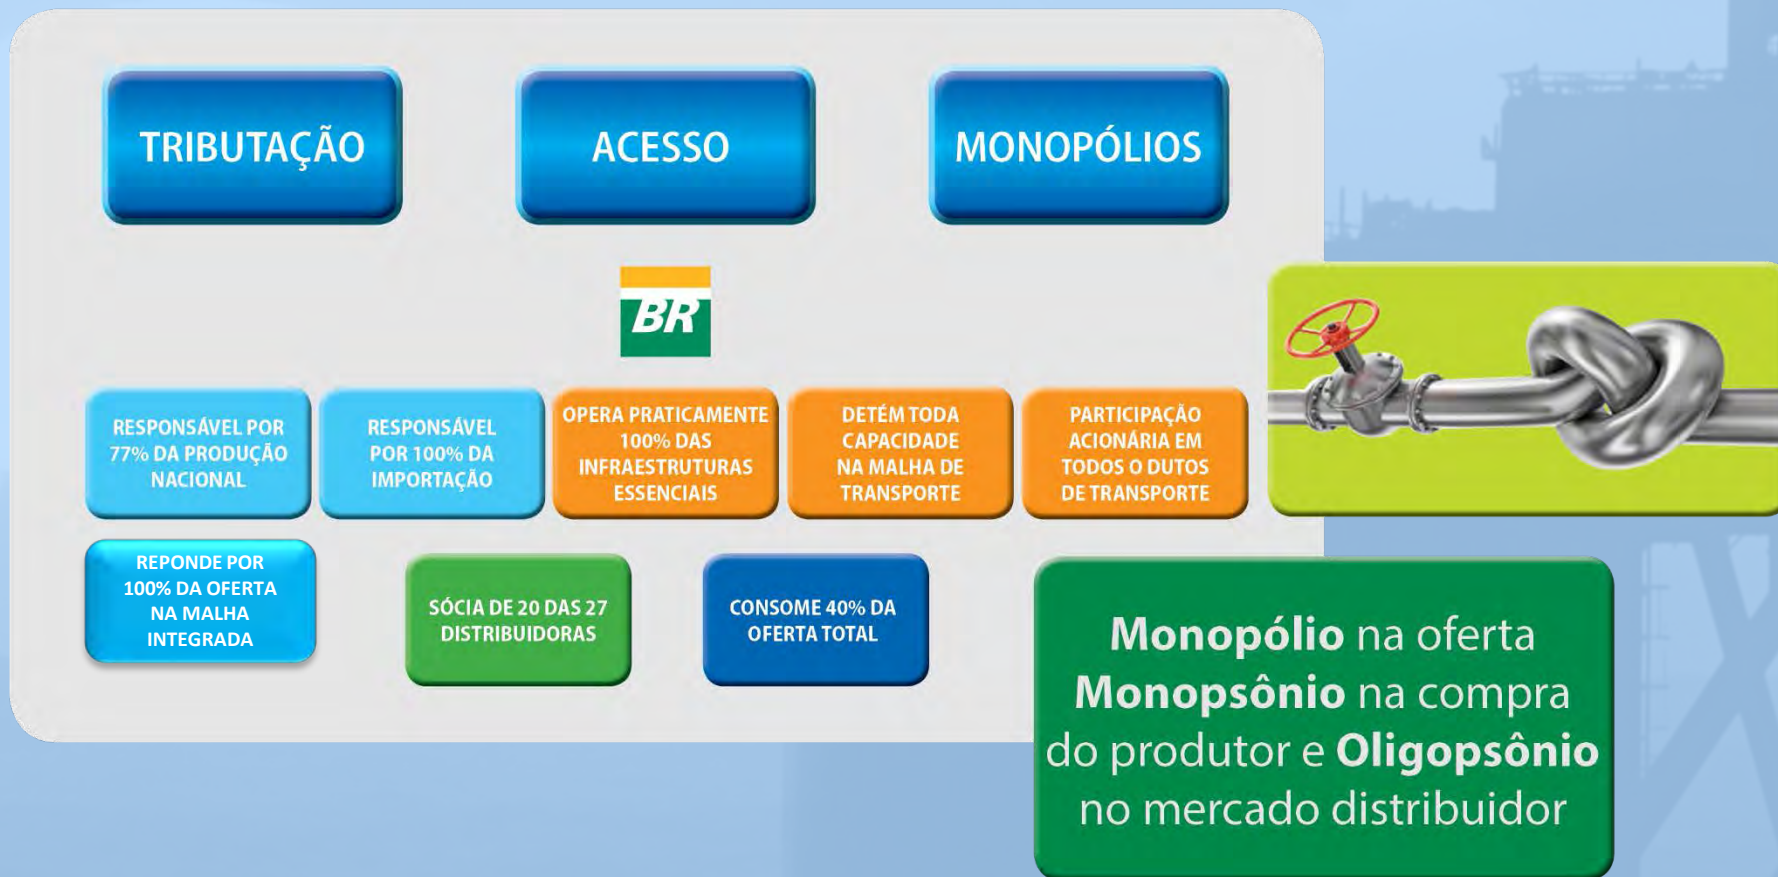 TRIBUTAÇÃO
ACESSO
MONOPÓLIOS
BR
RESPONSÁVEL POR
77% DA PRODUÇÃO
NACIONAL
RESPONSÁVEL
POR 100% DA
IMPORTAÇÃO
OPERA PRATICAMENTE
100% DAS
INFRAESTRUTURAS
ESSENCIAIS
DETÉM TODA
CAPACIDADE
NA MALHA DE
TRANSPORTE
PARTICIPAÇÃO
ACIONÁRIA EM
TODOS O DUTOS
DE TRANSPORTE
REPONDE POR
100% DA OFERTA
NA MALHA
INTEGRADA
SÓCIA DE 20 DAS 27
DISTRIBUIDORAS
CONSOME 40% DA
OFERTA TOTAL
Monopólio na oferta
Monopsônio na compra
do produtor e Oligopsônio
no mercado distribuidor